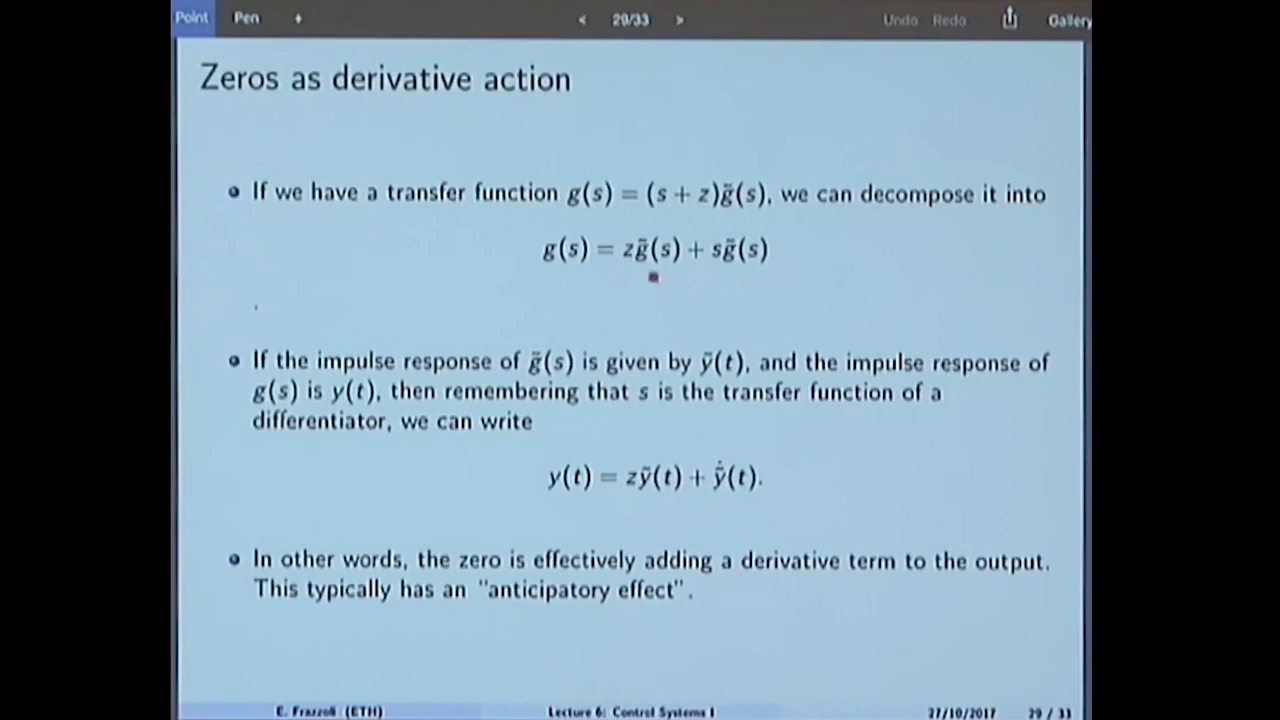 Point Pen < 29/33 > Undo Redo Gallery
Zeros as derivative action
If we have a transfer function g(s) = (s + z)g̃(s), we can decompose it into
g(s) = zg̃(s) + sg̃(s)
If the impulse response of g̃(s) is given by ỹ(t), and the impulse response of
g(s) is y(t), then remembering that s is the transfer function of a
differentiator, we can write
y(t) = zỹ(t) + ỹ̇(t).
In other words, the zero is effectively adding a derivative term to the output.
This typically has an "anticipatory effect".
E. Frazzoli (ETH) Lecture 6: Control Systems I 27/10/2017 29 / 33